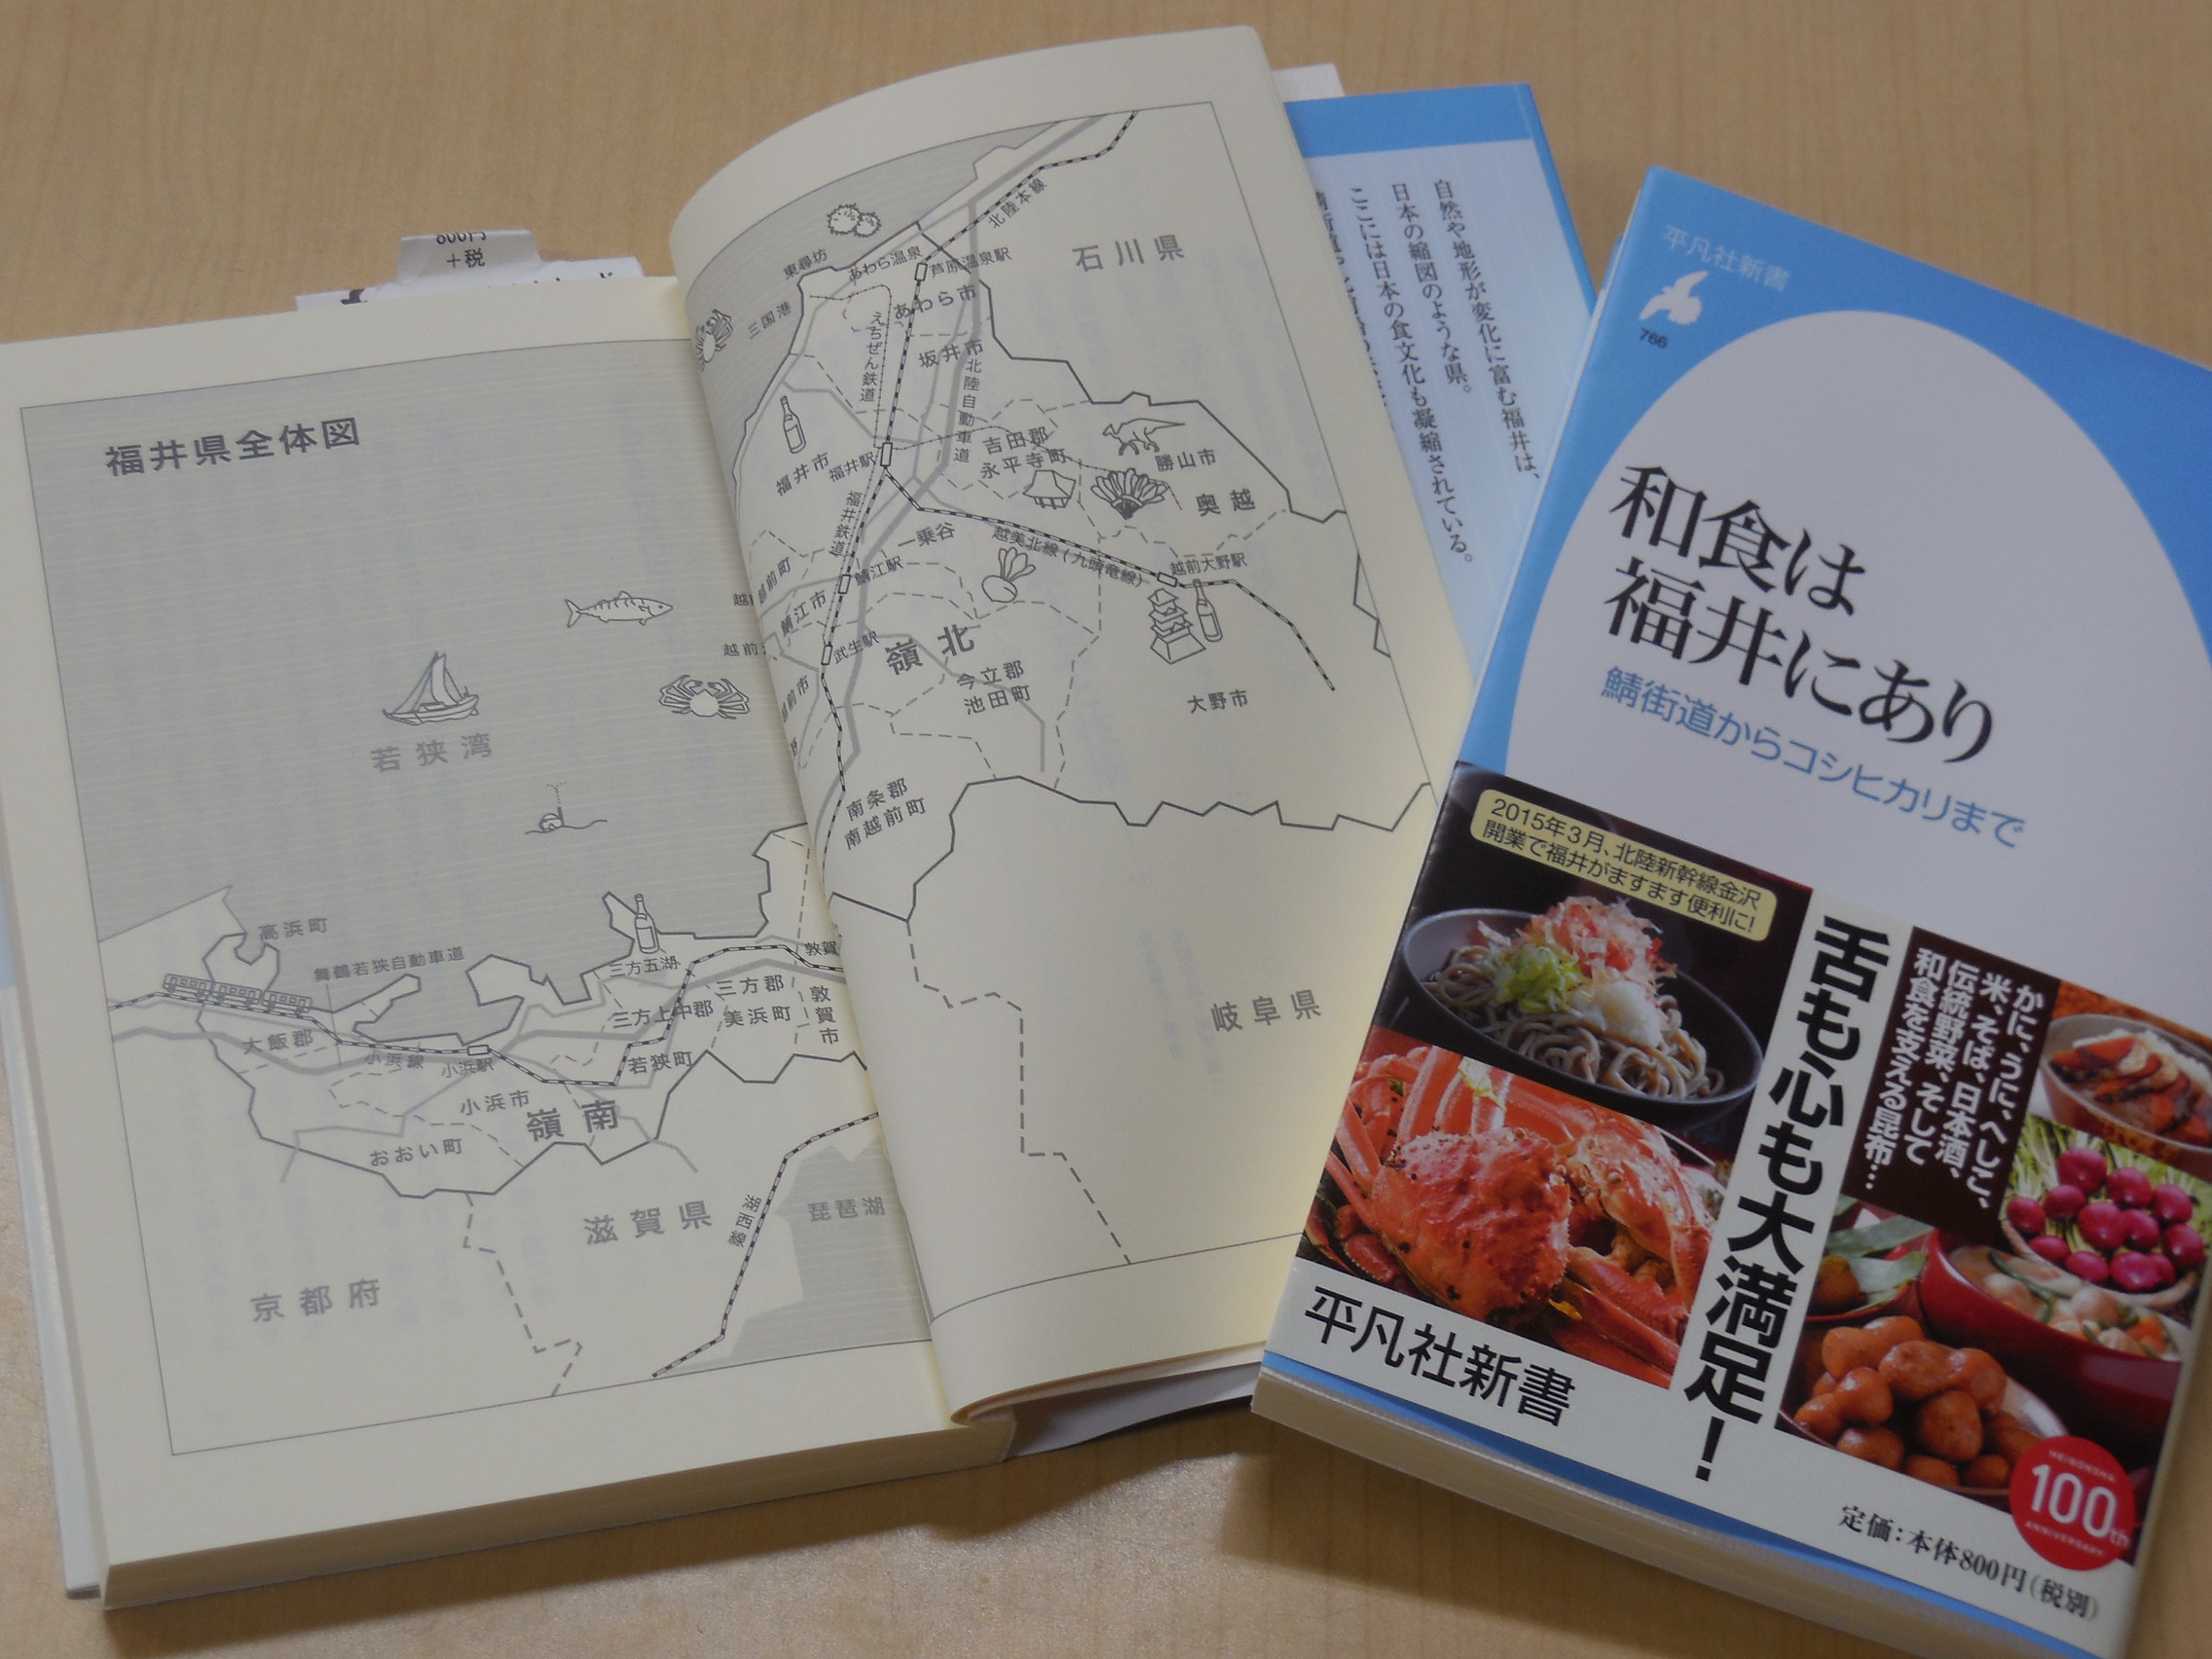 800円
+税
福井県全体図
若狭湾
高浜町
舞鶴若狭自動車道
大飯郡
小浜線
小浜駅
小浜市
おおい町
嶺南
三方五湖
三方上中郡
若狭町
三方郡
美浜町
敦賀
敦賀市
滋賀県
京都府
湖西線
琵琶湖
北陸本線
石川県
東尋坊
あわら温泉
芦原温泉駅
三国港
あわら市
えちぜん鉄道
坂井市
北陸自動車道
福井市
福井駅
吉田郡
永平寺町
勝山市
奥越
福井鉄道
一乗谷
越美北線(九頭竜線)
越前大野駅
越前町
鯖江駅
鯖江市
武生駅
越前
嶺北
今立郡
池田町
大野市
南条郡
南越前町
岐阜県
自然や地形が変化に富む福井は、
日本の縮図のような県。
ここには日本の食文化も凝縮されている。
平凡社新書
766
和食は
福井にあり
鯖街道からコシヒカリまで
2015年3月、北陸新幹線金沢
開業で福井がますます便利に!
舌も心も大満足!
かに、うに、へしこ、
米、そば、日本酒、
伝統野菜、そして
和食を支える昆布…
平凡社新書
HEIBONSHA
100th
ANNIVERSARY
定価:本体800円(税別)